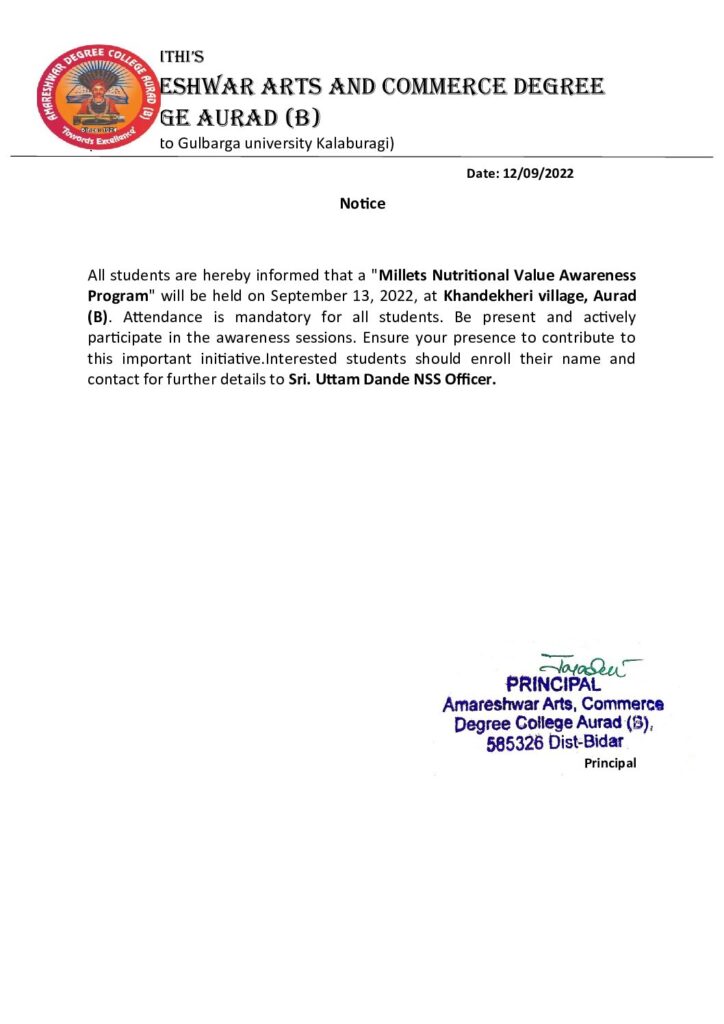 AMARESHWAR DEGREE COLLEGE AURAD (B)
"Towards Excellence"
ITHI'S
ESHWAR ARTS AND COMMERCE DEGREE
GE AURAD (B)
to Gulbarga university Kalaburagi)
Date: 12/09/2022
Notice
All students are hereby informed that a "Millets Nutritional Value Awareness
Program" will be held on September 13, 2022, at Khandekheri village, Aurad
(B). Attendance is mandatory for all students. Be present and actively
participate in the awareness sessions. Ensure your presence to contribute to
this important initiative.Interested students should enroll their name and
contact for further details to Sri. Uttam Dande NSS Officer.
PRINCIPAL
Amareshwar Arts, Commerce
Degree College Aurad (B),
585326 Dist-Bidar
Principal